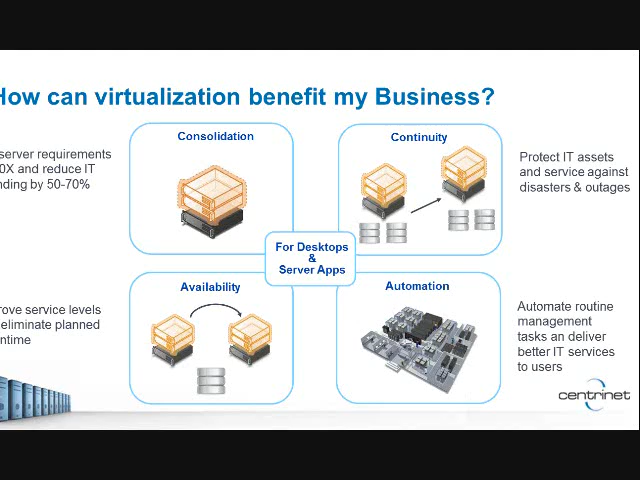 How can virtualization benefit my Business?
Consolidation
server requirements
0X and reduce IT
nding by 50-70%
Continuity
Protect IT assets
and service against
disasters & outages
For Desktops
&
Server Apps
Availability
rove service levels
eliminate planned
ntime
Automation
Automate routine
management
tasks an deliver
better IT services
to users
centrinet